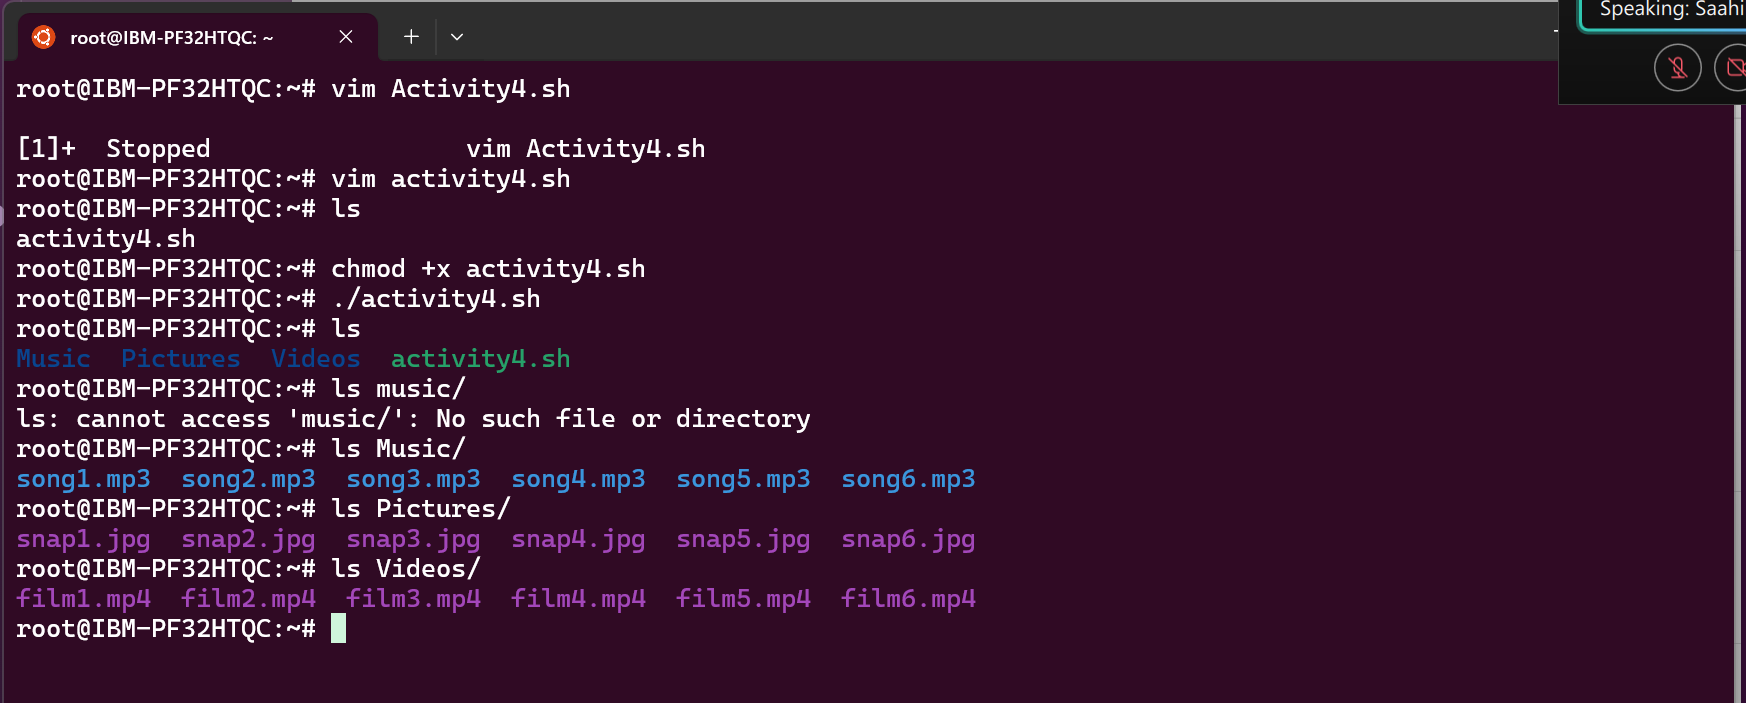 root@IBM-PF32HTQC: ~
Speaking: Saahi
root@IBM-PF32HTQC:~# vim Activity4.sh
[1]+  Stopped                 vim Activity4.sh
root@IBM-PF32HTQC:~# vim activity4.sh
root@IBM-PF32HTQC:~# ls
activity4.sh
root@IBM-PF32HTQC:~# chmod +x activity4.sh
root@IBM-PF32HTQC:~# ./activity4.sh
root@IBM-PF32HTQC:~# ls
Music  Pictures  Videos  activity4.sh
root@IBM-PF32HTQC:~# ls music/
ls: cannot access 'music/': No such file or directory
root@IBM-PF32HTQC:~# ls Music/
song1.mp3  song2.mp3  song3.mp3  song4.mp3  song5.mp3  song6.mp3
root@IBM-PF32HTQC:~# ls Pictures/
snap1.jpg  snap2.jpg  snap3.jpg  snap4.jpg  snap5.jpg  snap6.jpg
root@IBM-PF32HTQC:~# ls Videos/
film1.mp4  film2.mp4  film3.mp4  film4.mp4  film5.mp4  film6.mp4
root@IBM-PF32HTQC:~#